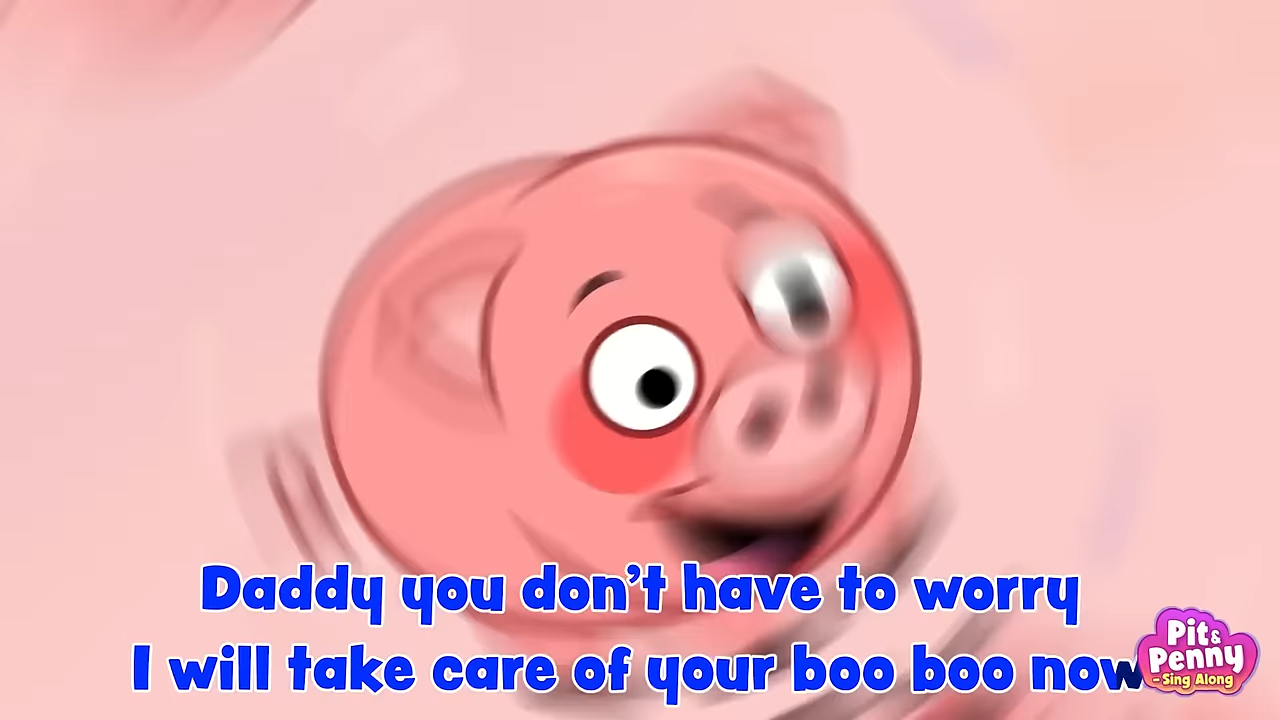 Daddy you don't have to worry
I will take care of your boo boo now
Pit &
Penny
- Sing Along